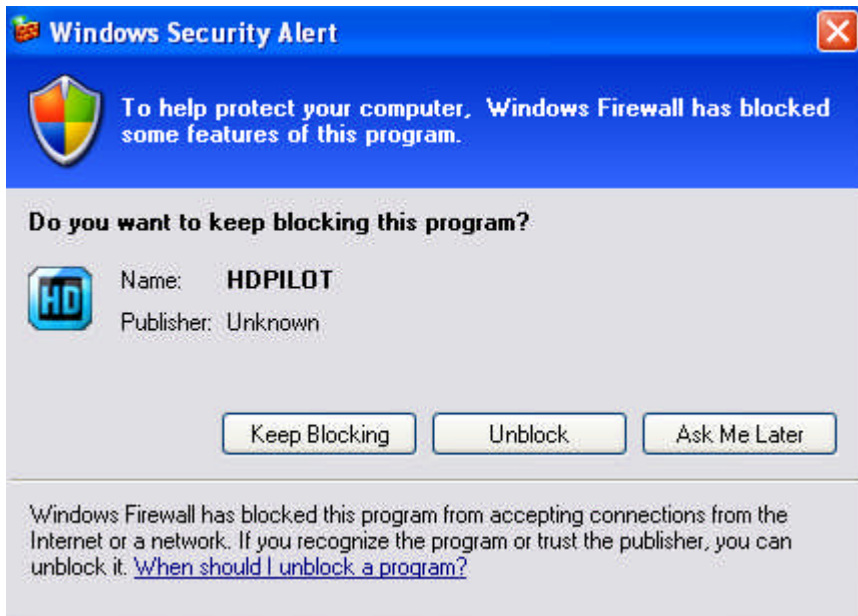 Windows Security Alert
To help protect your computer, Windows Firewall has blocked
some features of this program.
Do you want to keep blocking this program?
HD
Name: HDPILOT
Publisher: Unknown
Keep Blocking Unblock Ask Me Later
Windows Firewall has blocked this program from accepting connections from the
Internet or a network. If you recognize the program or trust the publisher, you can
unblock it. When should I unblock a program?